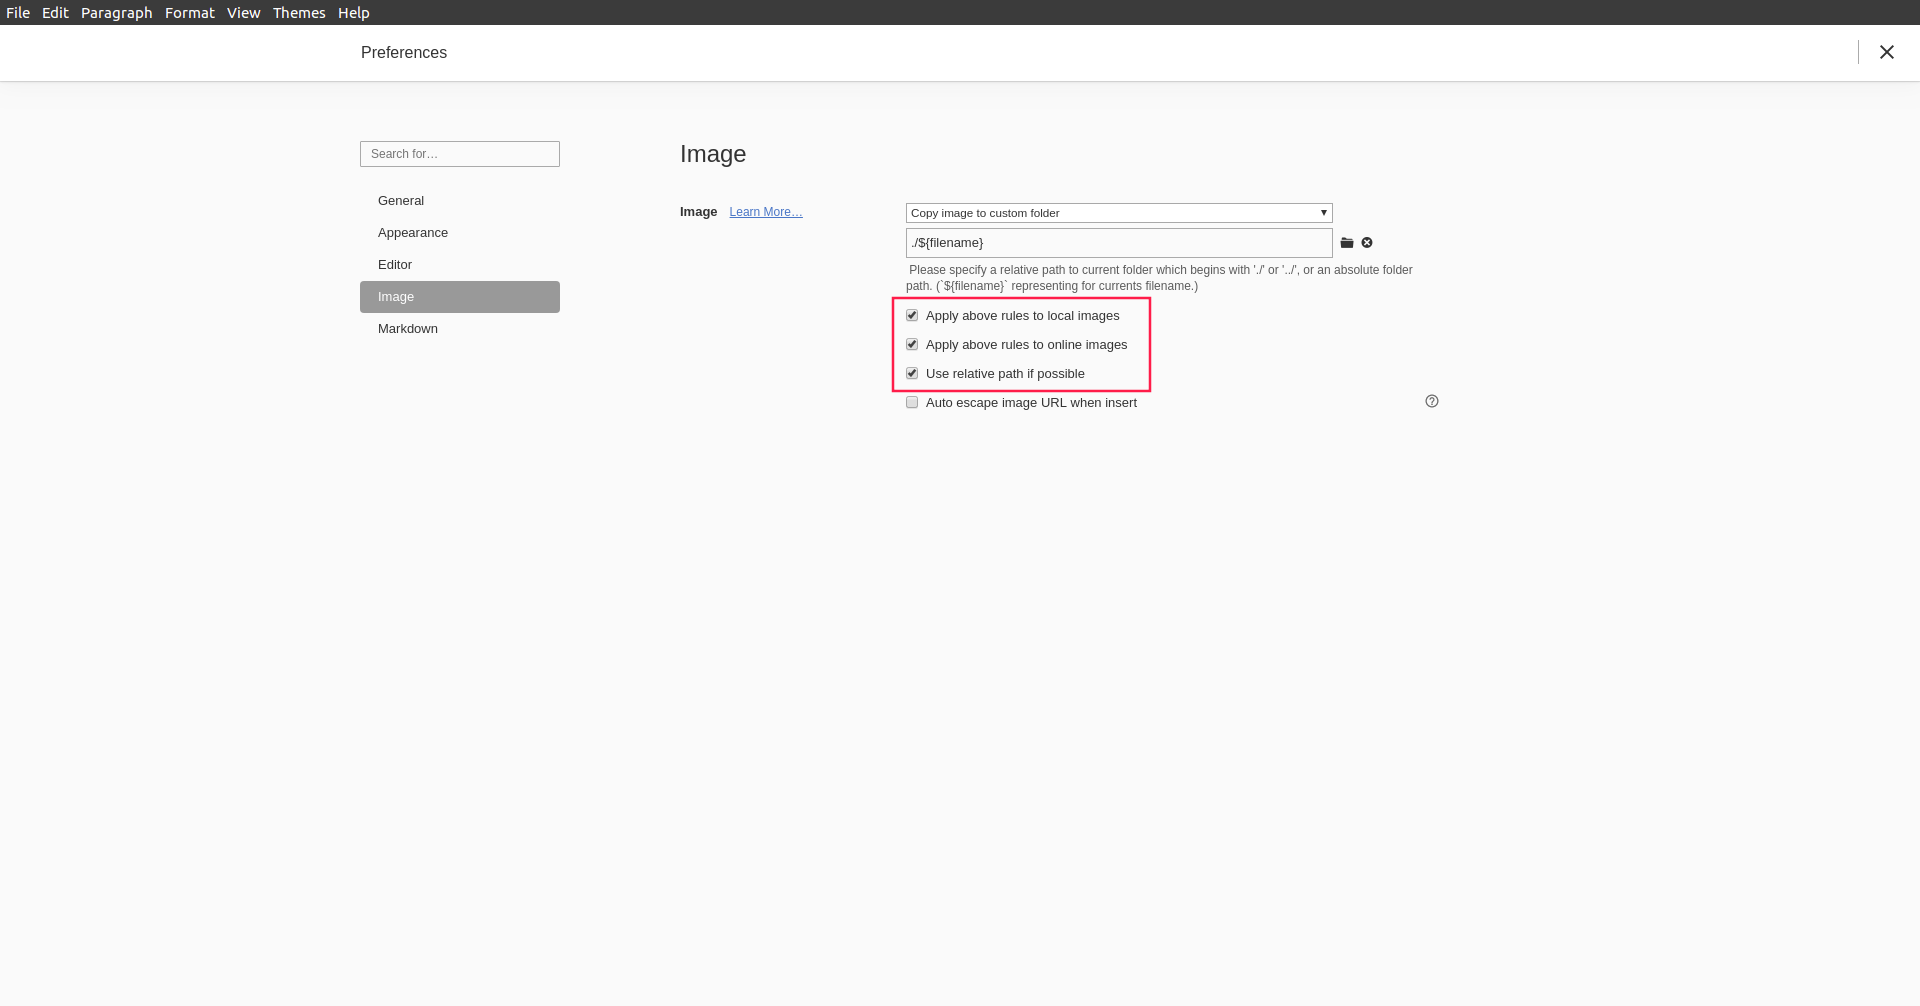 File Edit Paragraph Format View Themes Help
Preferences
Search for…
General
Appearance
Editor
Image
Markdown
Image
Image Learn More…
Copy image to custom folder
./${filename}
Please specify a relative path to current folder which begins with './' or '../', or an absolute folder
path. (`${filename}` representing for currents filename.)
Apply above rules to local images
Apply above rules to online images
Use relative path if possible
Auto escape image URL when insert